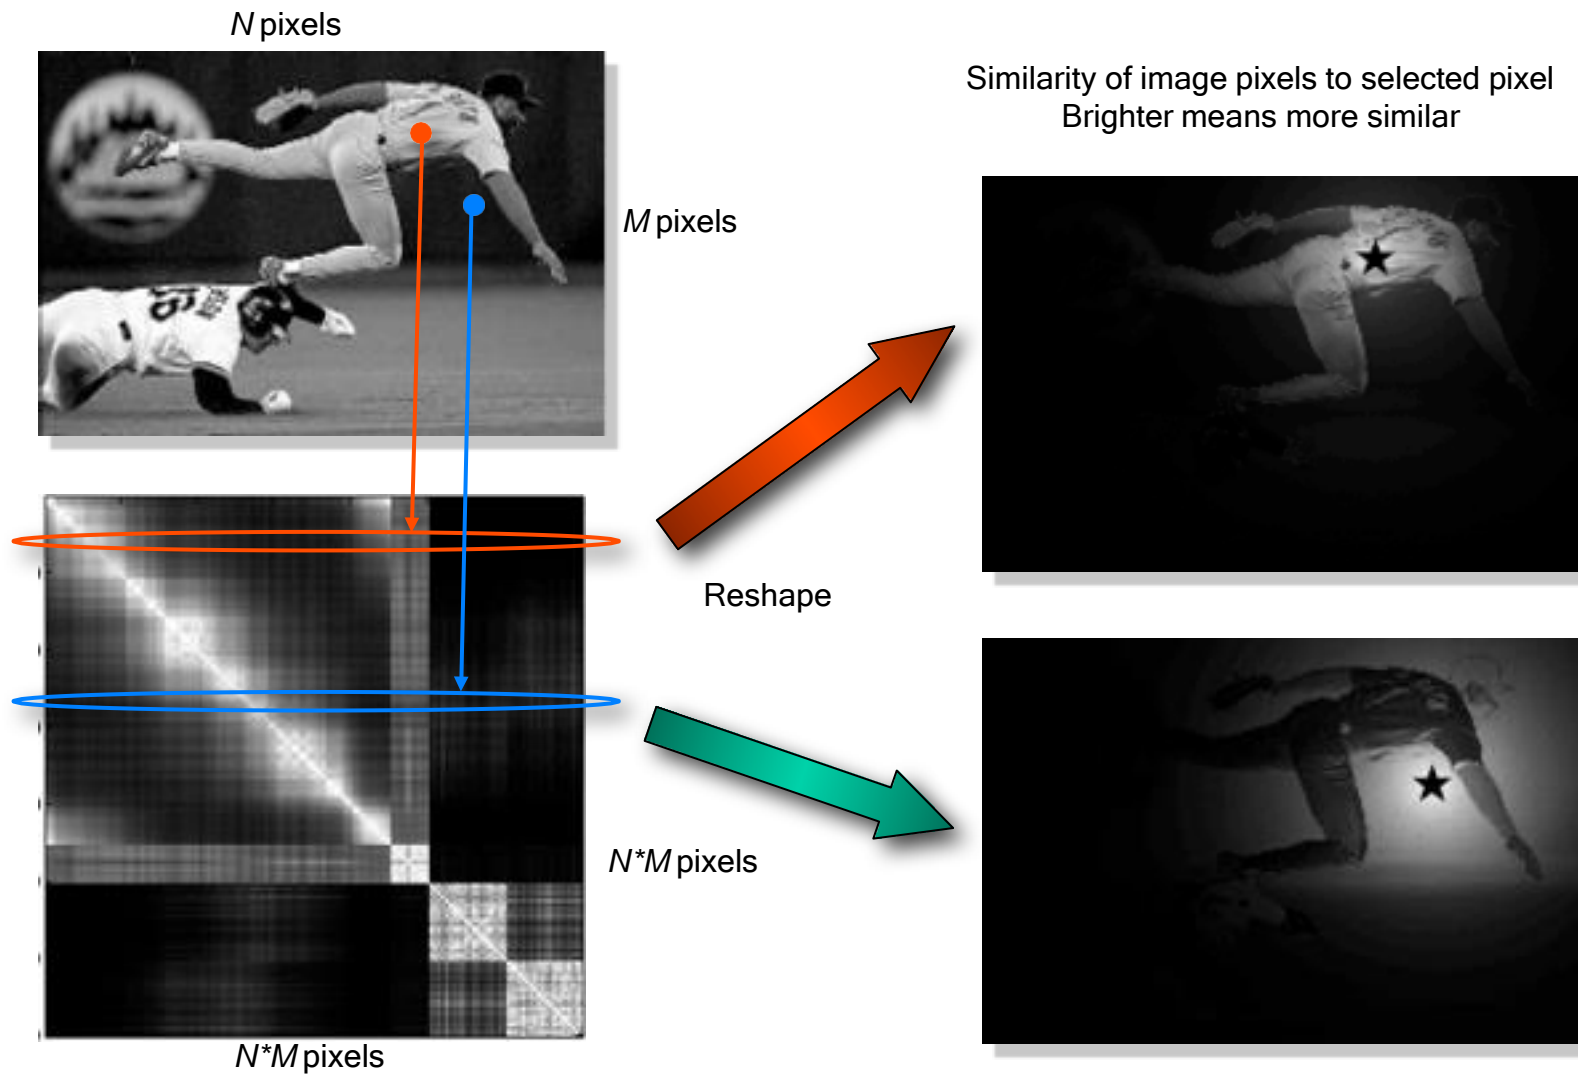 N pixels
Similarity of image pixels to selected pixel
Brighter means more similar
M pixels
Reshape
N*M pixels
N*M pixels